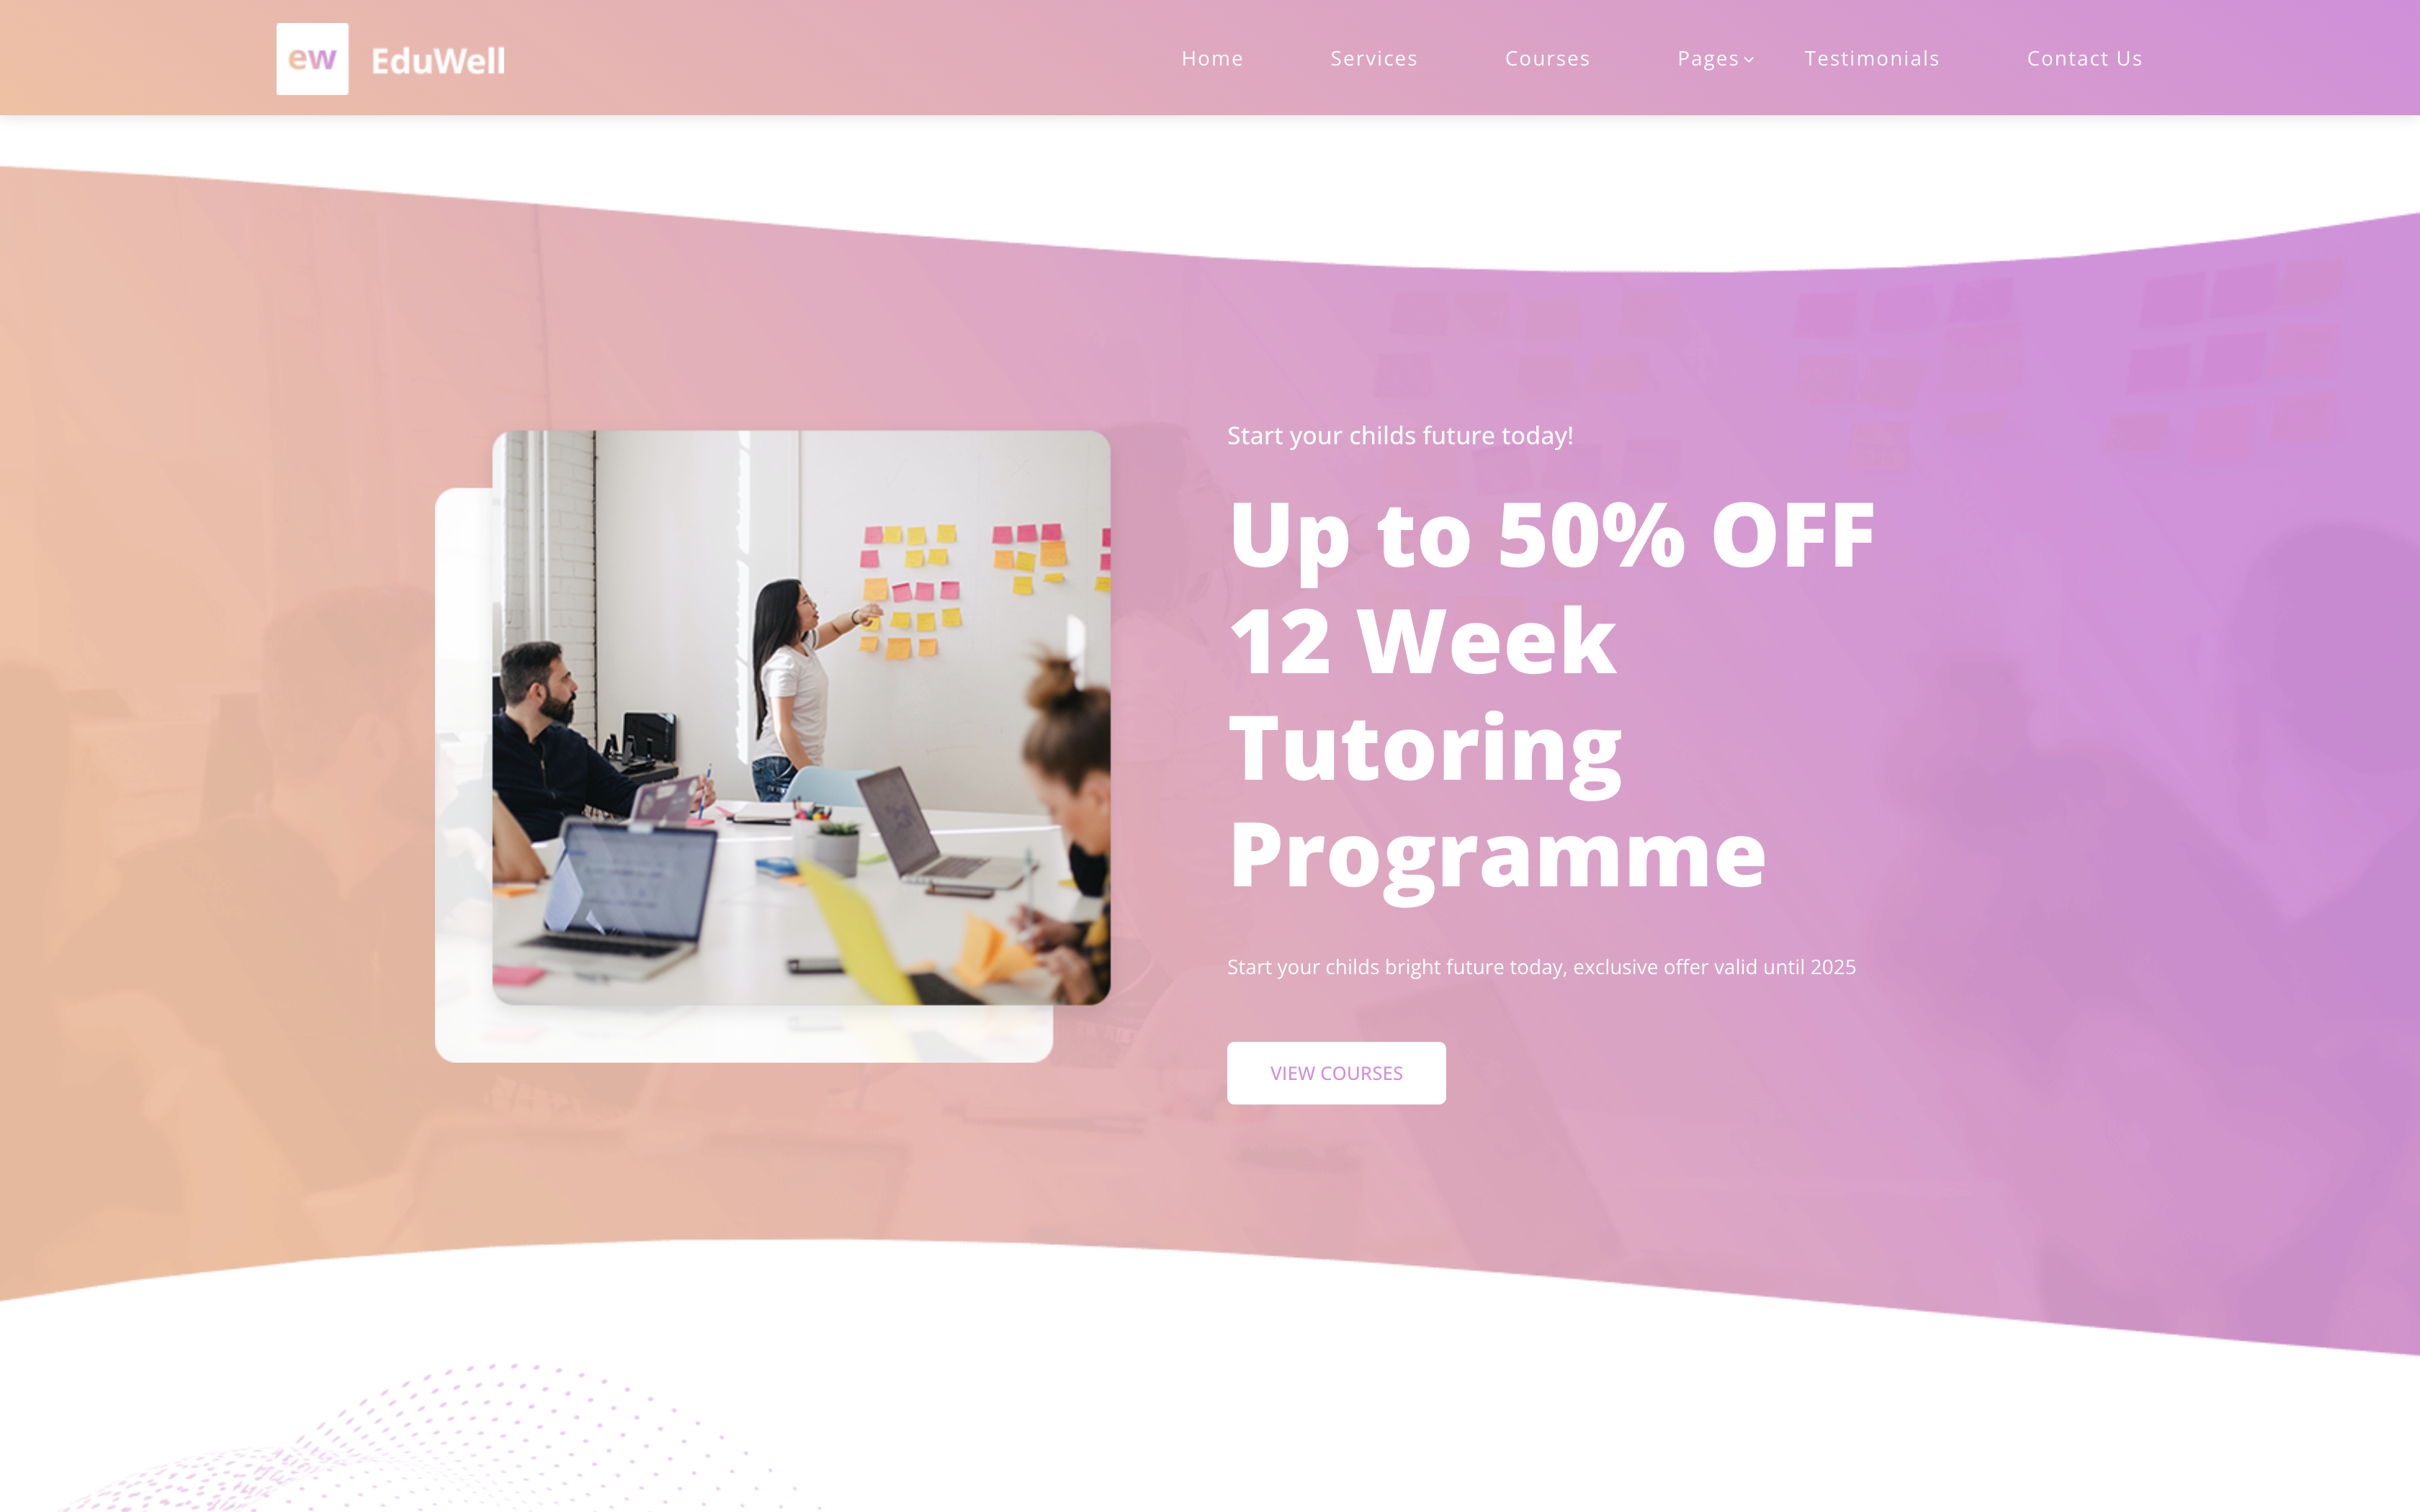 ew EduWell
Home Services Courses Pages Testimonials Contact Us
Start your childs future today!
Up to 50% OFF
12 Week
Tutoring
Programme
Start your childs bright future today, exclusive offer valid until 2025
VIEW COURSES